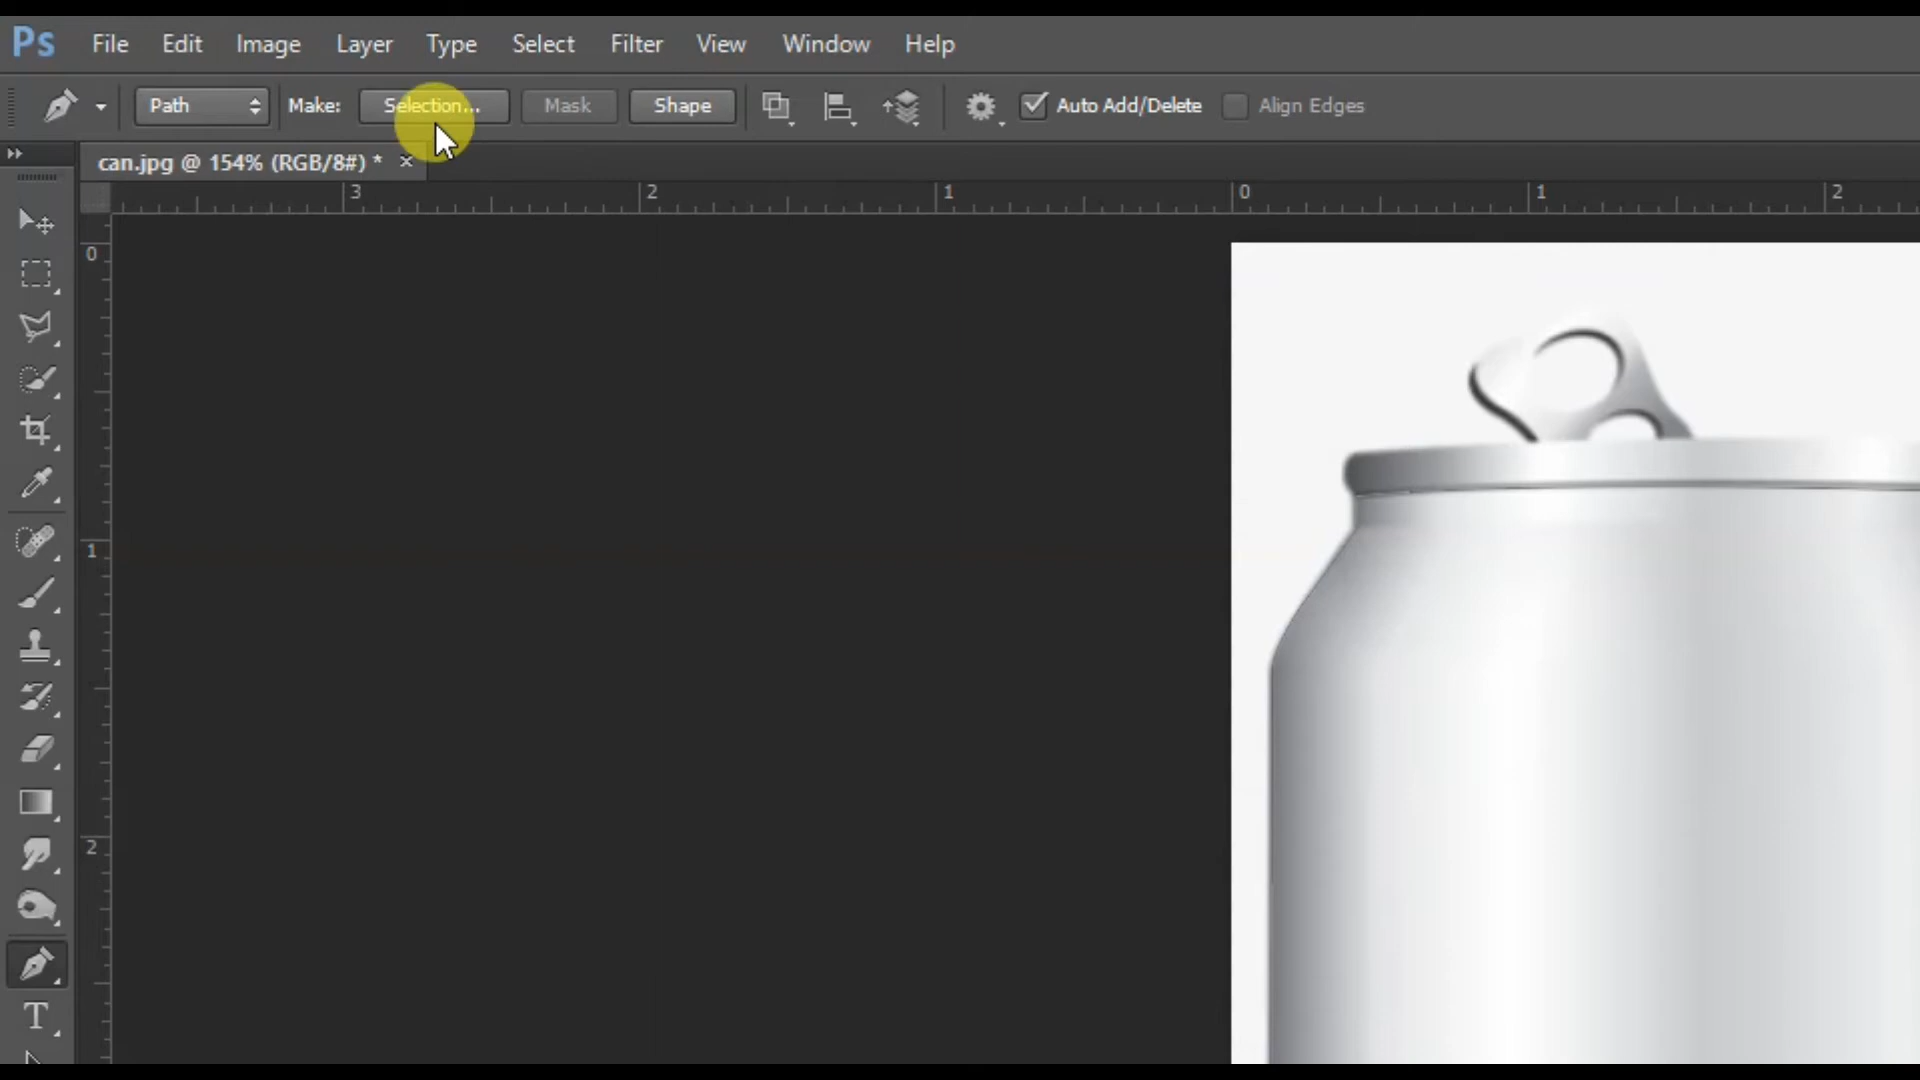 Ps File Edit Image Layer Type Select Filter View Window Help
Path Make: Selection... Mask Shape Auto Add/Delete Align Edges
can.jpg @ 154% (RGB/8#) * ×
3 2 1 0 1 2
0
1
2
T